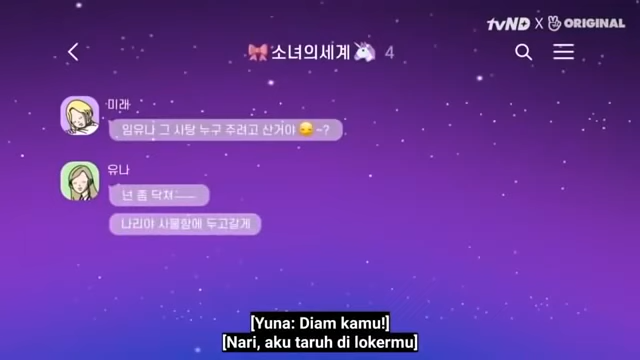 tvND X ORIGINAL
소녀의세계 4
미래
임유나 그 사탕 누구 주려고 산거야 😏 ~?
유나
넌 좀 닥쳐ㅡㅡ
나리야 사물함에 두고갈게
[Yuna: Diam kamu!]
[Nari, aku taruh di lokermu]